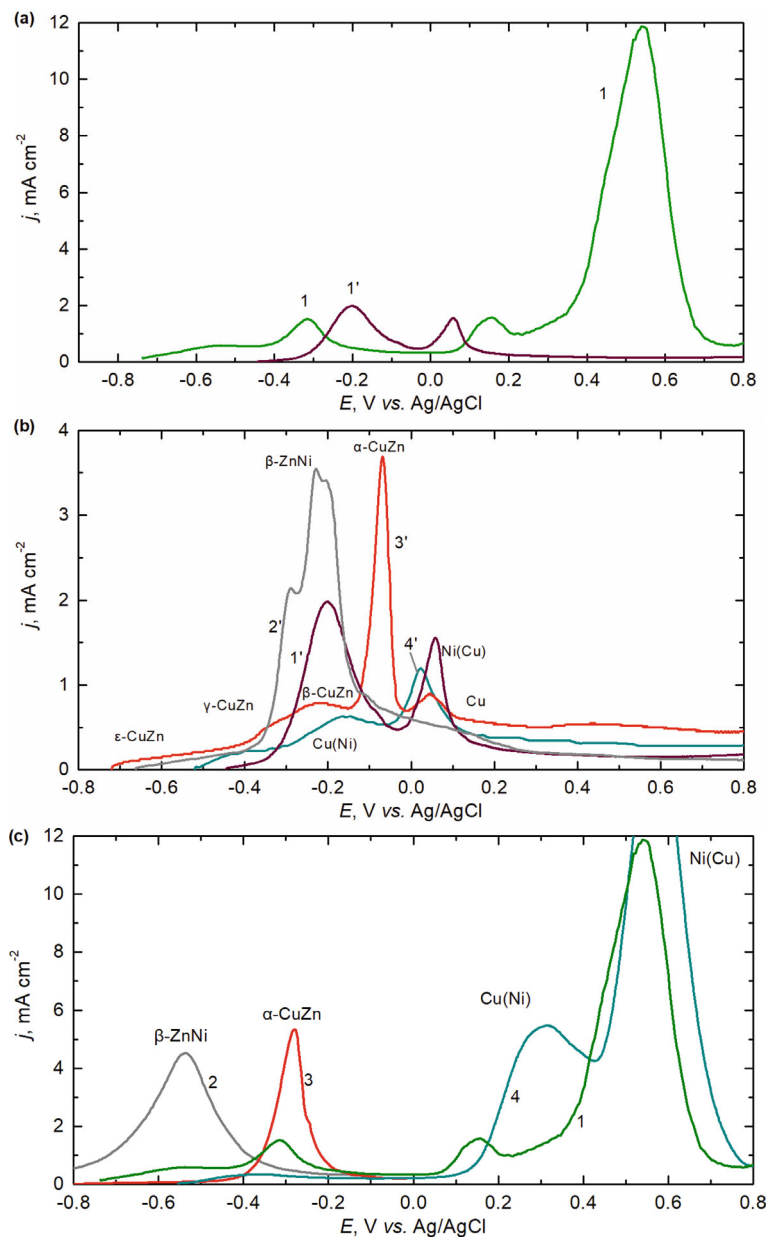 (a)
12
10
8
6
4
2
0
j, mA cm-2
1
1'
1
-0.8 -0.6 -0.4 -0.2 0.0 0.2 0.4 0.6 0.8
E, V vs. Ag/AgCl
(b)
4
3
2
1
0
j, mA cm-2
β-ZnNi
α-CuZn
3'
2'
1'
4'
Ni(Cu)
β-CuZn
γ-CuZn
Cu
ε-CuZn
Cu(Ni)
-0.8 -0.6 -0.4 -0.2 0.0 0.2 0.4 0.6 0.8
E, V vs. Ag/AgCl
(c)
12
10
8
6
4
2
0
j, mA cm-2
Ni(Cu)
Cu(Ni)
α-CuZn
β-ZnNi
2
3
4
1
-0.8 -0.6 -0.4 -0.2 0.0 0.2 0.4 0.6 0.8
E, V vs. Ag/AgCl